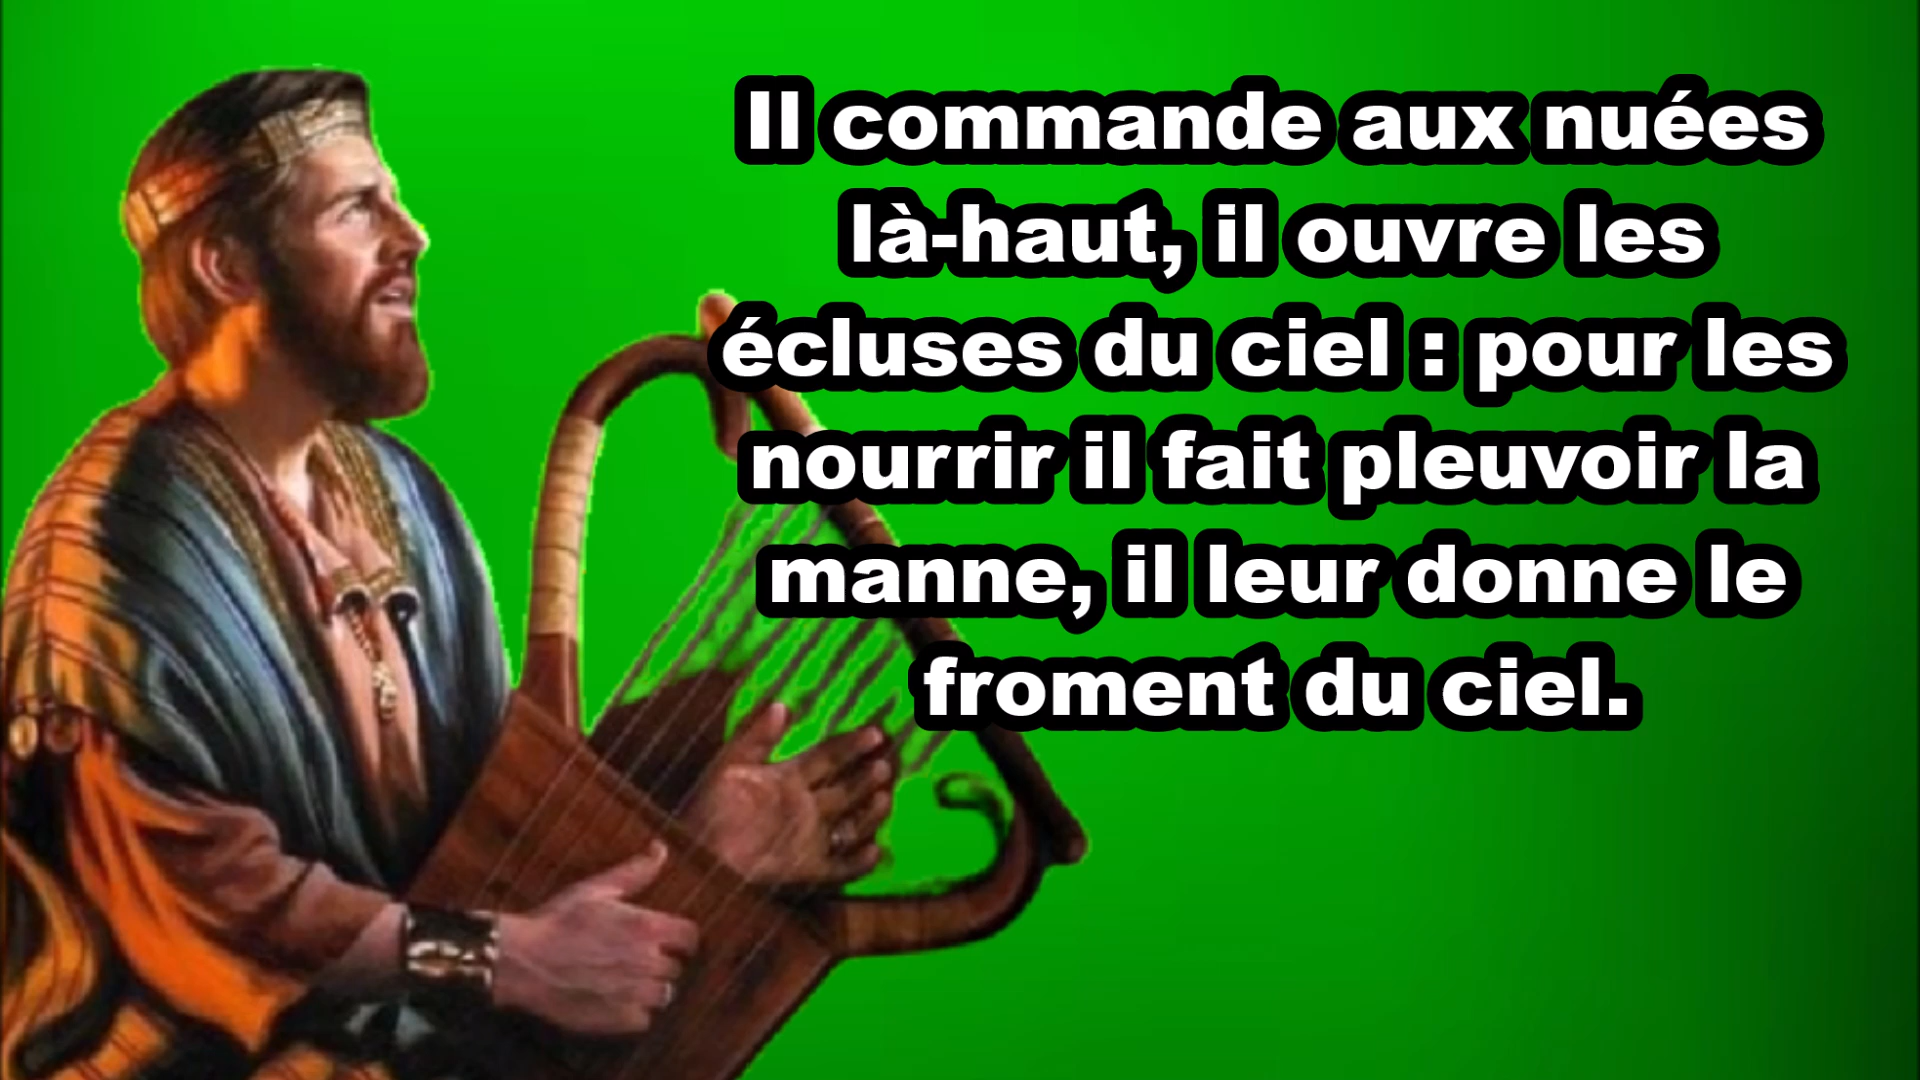 Il commande aux nuées
là-haut, il ouvre les
écluses du ciel : pour les
nourrir il fait pleuvoir la
manne, il leur donne le
froment du ciel.